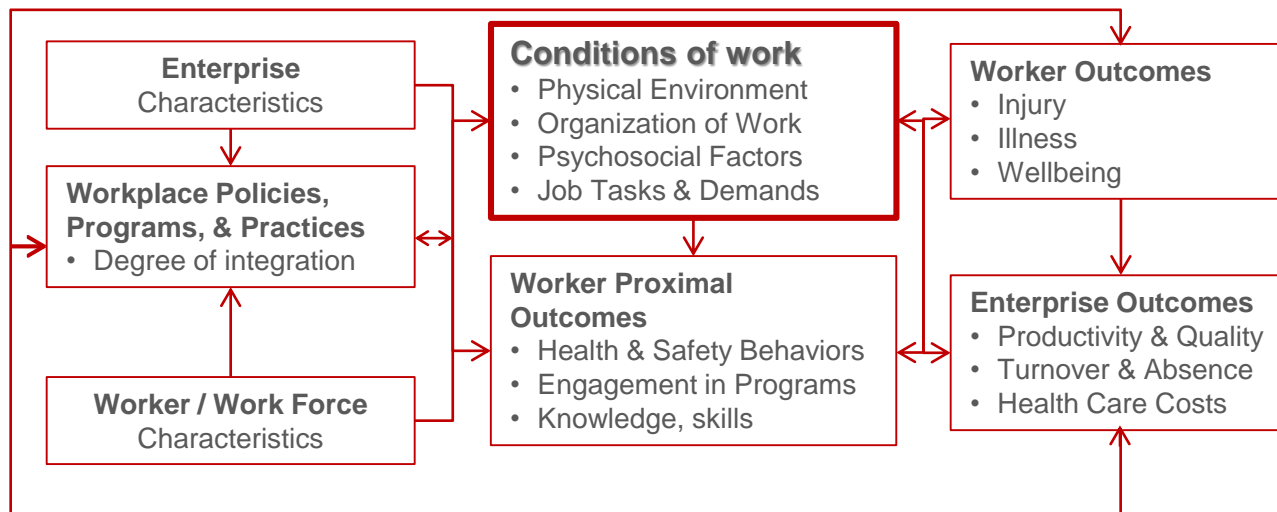 Enterprise
Characteristics
Workplace Policies,
Programs, & Practices
• Degree of integration
Worker / Work Force
Characteristics
Conditions of work
• Physical Environment
• Organization of Work
• Psychosocial Factors
• Job Tasks & Demands
Worker Proximal
Outcomes
• Health & Safety Behaviors
• Engagement in Programs
• Knowledge, skills
Worker Outcomes
• Injury
• Illness
• Wellbeing
Enterprise Outcomes
• Productivity & Quality
• Turnover & Absence
• Health Care Costs